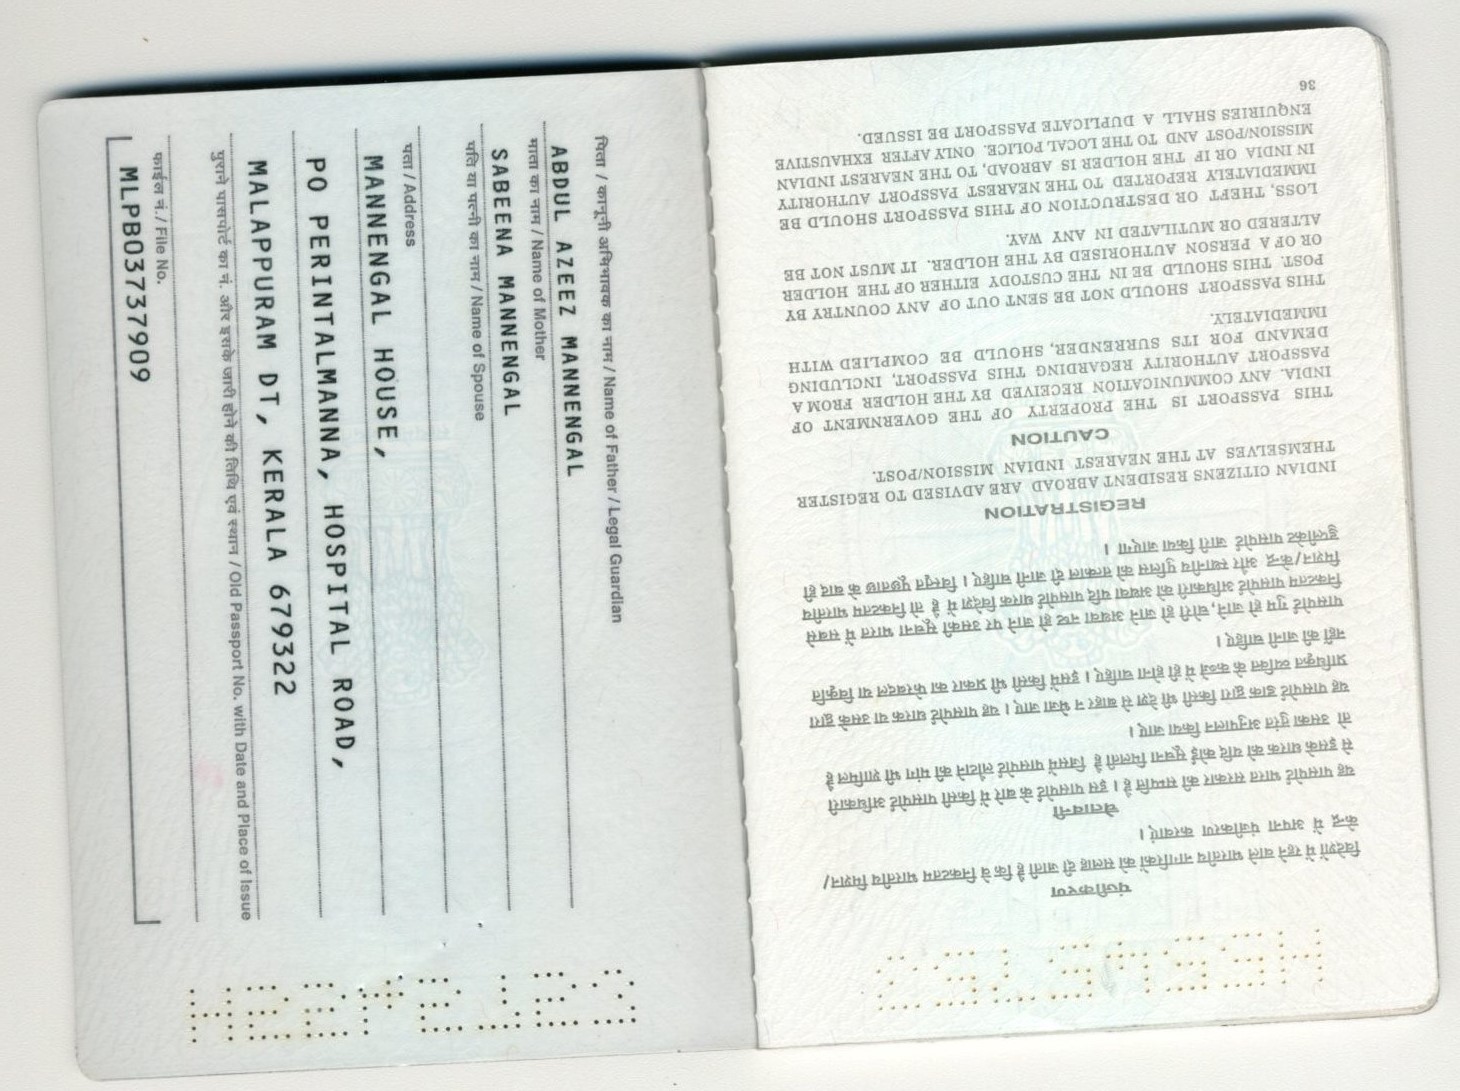 पिता / कानूनी अभिभावक का नाम / Name of Father / Legal Guardian
ABDUL AZEEZ MANNENGAL
माता का नाम / Name of Mother
SABEENA MANNENGAL
पति या पत्नी का नाम / Name of Spouse
पता / Address
MANNENGAL HOUSE,
PO PERINTALMANNA, HOSPITAL ROAD,
MALAPPURAM DT, KERALA 679322
पुराने पासपोर्ट का नं. और इसके जारी होने की तिथि एवं स्थान / Old Passport No. with Date and Place of Issue
फाईल नं./ File No.
MLPB03737909
पंजीकरण
विदेशों में रहने वाले भारतीय नागरिकों को सलाह दी जाती है कि वे निकटतम भारतीय मिशन/
केन्द्र में अपना पंजीकरण करवाएं।
चेतावनी
यह पासपोर्ट भारत सरकार की सम्पत्ति है। इस पासपोर्ट के बारे में किसी पासपोर्ट अधिकारी
से इसके धारक को यदि कोई सूचना मिलती है जिसमें पासपोर्ट लौटाने की मांग भी शामिल है
तो उसका तुरंत अनुपालन किया जाए।
यह पासपोर्ट डाक द्वारा किसी भी देश से बाहर न भेजा जाए। यह पासपोर्ट धारक या उसके द्वारा
प्राधिकृत व्यक्ति के कब्जे में ही होना चाहिए। इसमें किसी भी प्रकार का फेरबदल या विकृति
नहीं की जानी चाहिए।
पासपोर्ट गुम हो जाने, चोरी हो जाने अथवा नष्ट हो जाने पर उसकी सूचना भारत में सबसे
निकटतम पासपोर्ट अधिकारी को अथवा यदि पासपोर्ट धारक विदेश में है तो निकटतम भारतीय
मिशन/केन्द्र और स्थानीय पुलिस को तत्काल दी जानी चाहिए। विस्तृत पूछताछ के बाद ही
डुप्लीकेट पासपोर्ट जारी किया जाएगा।
REGISTRATION
INDIAN CITIZENS RESIDENT ABROAD ARE ADVISED TO REGISTER
THEMSELVES AT THE NEAREST INDIAN MISSION/POST.
CAUTION
THIS PASSPORT IS THE PROPERTY OF THE GOVERNMENT OF
INDIA. ANY COMMUNICATION RECEIVED BY THE HOLDER FROM A
PASSPORT AUTHORITY REGARDING THIS PASSPORT, INCLUDING
DEMAND FOR ITS SURRENDER, SHOULD BE COMPLIED WITH
IMMEDIATELY.
THIS PASSPORT SHOULD NOT BE SENT OUT OF ANY COUNTRY BY
POST. THIS SHOULD BE IN THE CUSTODY EITHER OF THE HOLDER
OR OF A PERSON AUTHORISED BY THE HOLDER. IT MUST NOT BE
ALTERED OR MUTILATED IN ANY WAY.
LOSS, THEFT OR DESTRUCTION OF THIS PASSPORT SHOULD BE
IMMEDIATELY REPORTED TO THE NEAREST PASSPORT AUTHORITY
IN INDIA OR IF THE HOLDER IS ABROAD, TO THE NEAREST INDIAN
MISSION/POST AND TO THE LOCAL POLICE. ONLY AFTER EXHAUSTIVE
ENQUIRIES SHALL A DUPLICATE PASSPORT BE ISSUED.
36